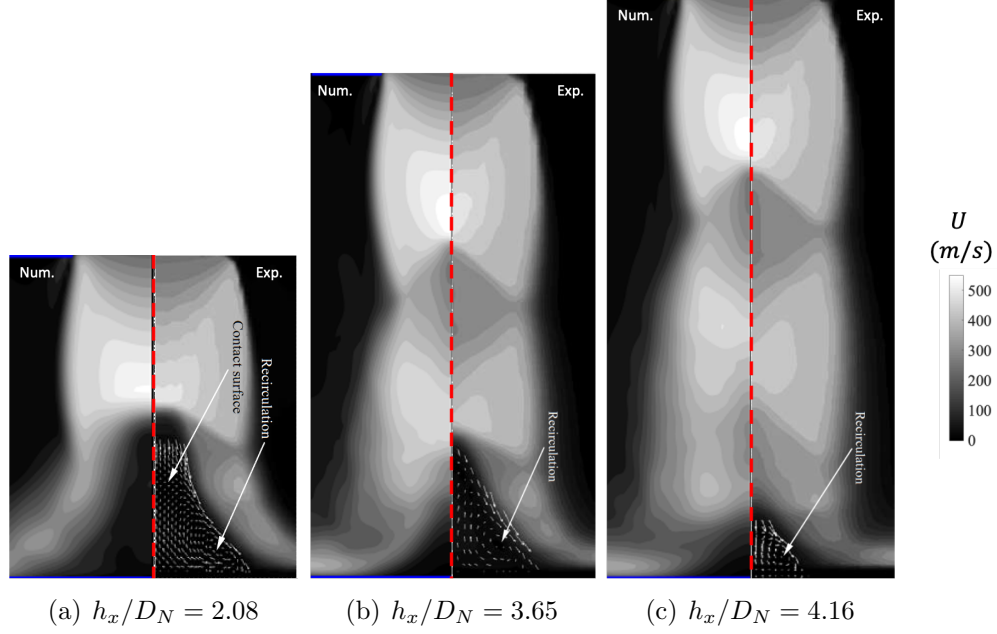 Num.
Exp.
Contact surface
Recirculation
Num.
Exp.
Recirculation
Num.
Exp.
Recirculation
U
(m/s)
500
400
300
200
100
0
(a) h_x/D_N = 2.08
(b) h_x/D_N = 3.65
(c) h_x/D_N = 4.16